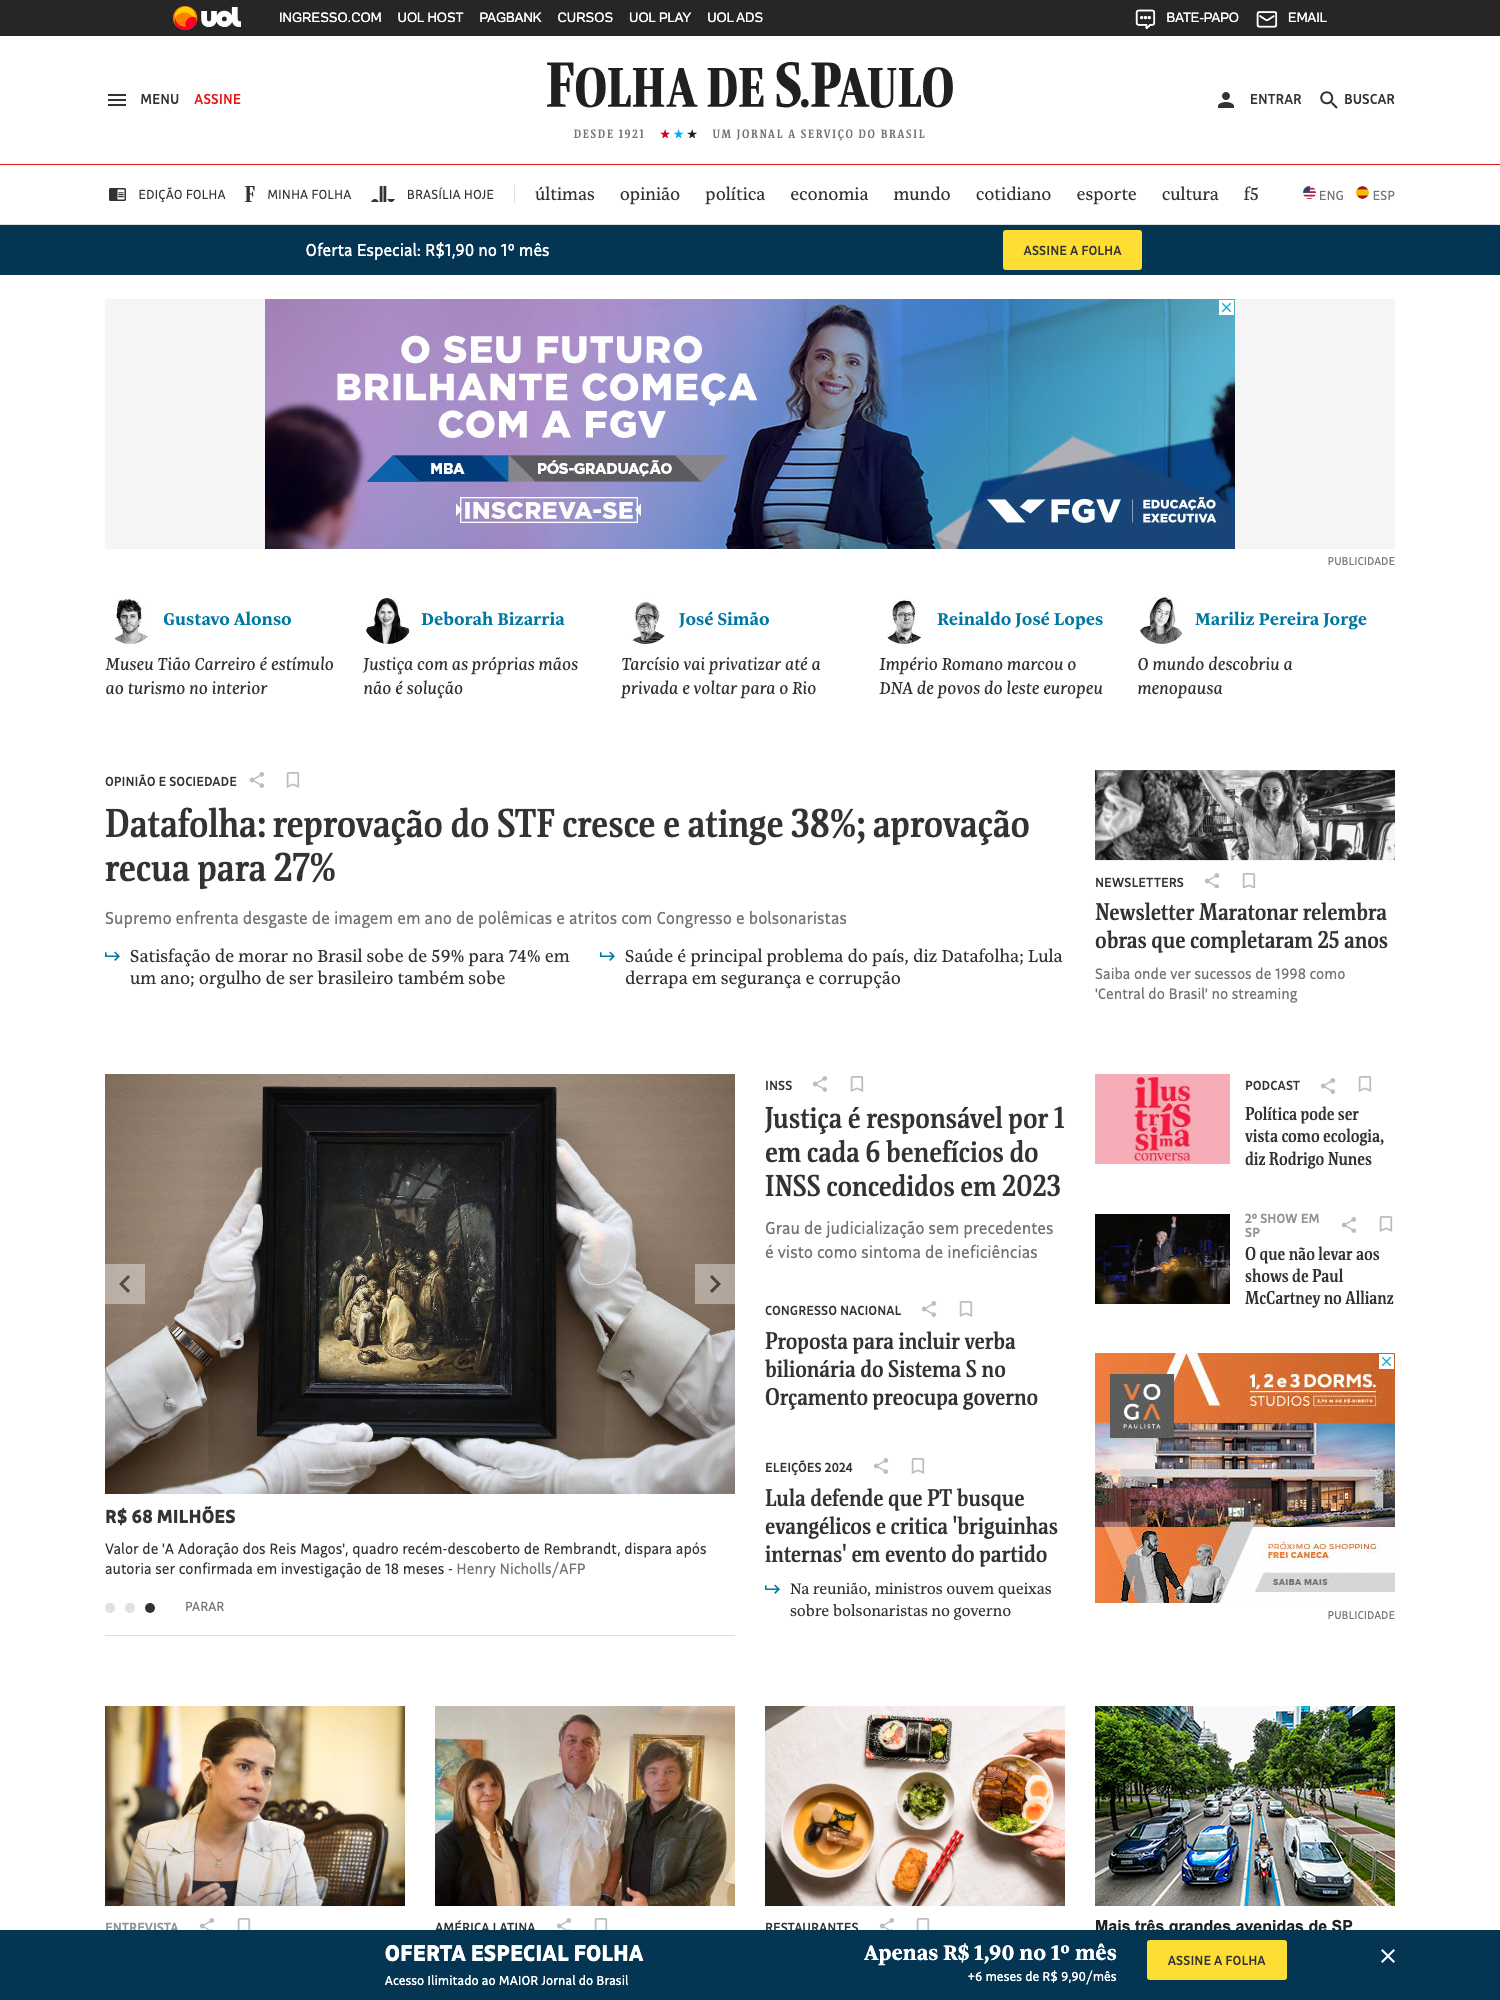 uol INGRESSO.COM UOL HOST PAGBANK CURSOS UOL PLAY UOL ADS BATE-PAPO EMAIL
MENU ASSINE
FOLHA DE S.PAULO
DESDE 1921 ★★★ UM JORNAL A SERVIÇO DO BRASIL
ENTRAR BUSCAR
EDIÇÃO FOLHA F MINHA FOLHA BRASÍLIA HOJE últimas opinião política economia mundo cotidiano esporte cultura f5 ENG ESP
Oferta Especial: R$1,90 no 1º mês ASSINE A FOLHA
O SEU FUTURO
BRILHANTE COMEÇA
COM A FGV
MBA PÓS-GRADUAÇÃO
INSCREVA-SE
FGV EDUCAÇÃO
EXECUTIVA
PUBLICIDADE
Gustavo Alonso
Museu Tião Carreiro é estímulo
ao turismo no interior
Deborah Bizarria
Justiça com as próprias mãos
não é solução
José Simão
Tarcísio vai privatizar até a
privada e voltar para o Rio
Reinaldo José Lopes
Império Romano marcou o
DNA de povos do leste europeu
Mariliz Pereira Jorge
O mundo descobriu a
menopausa
OPINIÃO E SOCIEDADE
Datafolha: reprovação do STF cresce e atinge 38%; aprovação
recua para 27%
Supremo enfrenta desgaste de imagem em ano de polêmicas e atritos com Congresso e bolsonaristas
Satisfação de morar no Brasil sobe de 59% para 74% em
um ano; orgulho de ser brasileiro também sobe
Saúde é principal problema do país, diz Datafolha; Lula
derrapa em segurança e corrupção
NEWSLETTERS
Newsletter Maratonar relembra
obras que completaram 25 anos
Saiba onde ver sucessos de 1998 como
'Central do Brasil' no streaming
R$ 68 MILHÕES
Valor de 'A Adoração dos Reis Magos', quadro recém-descoberto de Rembrandt, dispara após
autoria ser confirmada em investigação de 18 meses - Henry Nicholls/AFP
PARAR
INSS
Justiça é responsável por 1
em cada 6 benefícios do
INSS concedidos em 2023
Grau de judicialização sem precedentes
é visto como sintoma de ineficiências
CONGRESSO NACIONAL
Proposta para incluir verba
bilionária do Sistema S no
Orçamento preocupa governo
ELEIÇÕES 2024
Lula defende que PT busque
evangélicos e critica 'briguinhas
internas' em evento do partido
Na reunião, ministros ouvem queixas
sobre bolsonaristas no governo
ilus
tríS
sima
conversa
PODCAST
Política pode ser
vista como ecologia,
diz Rodrigo Nunes
2º SHOW EM
SP
O que não levar aos
shows de Paul
McCartney no Allianz
VO
GA
PAULISTA
1, 2 e 3 DORMS.
STUDIOS
PRÓXIMO AO SHOPPING
FREI CANECA
SAIBA MAIS
PUBLICIDADE
ENTREVISTA
AMÉRICA LATINA
RESTAURANTES
Mais três grandes avenidas de SP
OFERTA ESPECIAL FOLHA
Acesso Ilimitado ao MAIOR Jornal do Brasil
Apenas R$ 1,90 no 1º mês
+6 meses de R$ 9,90/mês
ASSINE A FOLHA